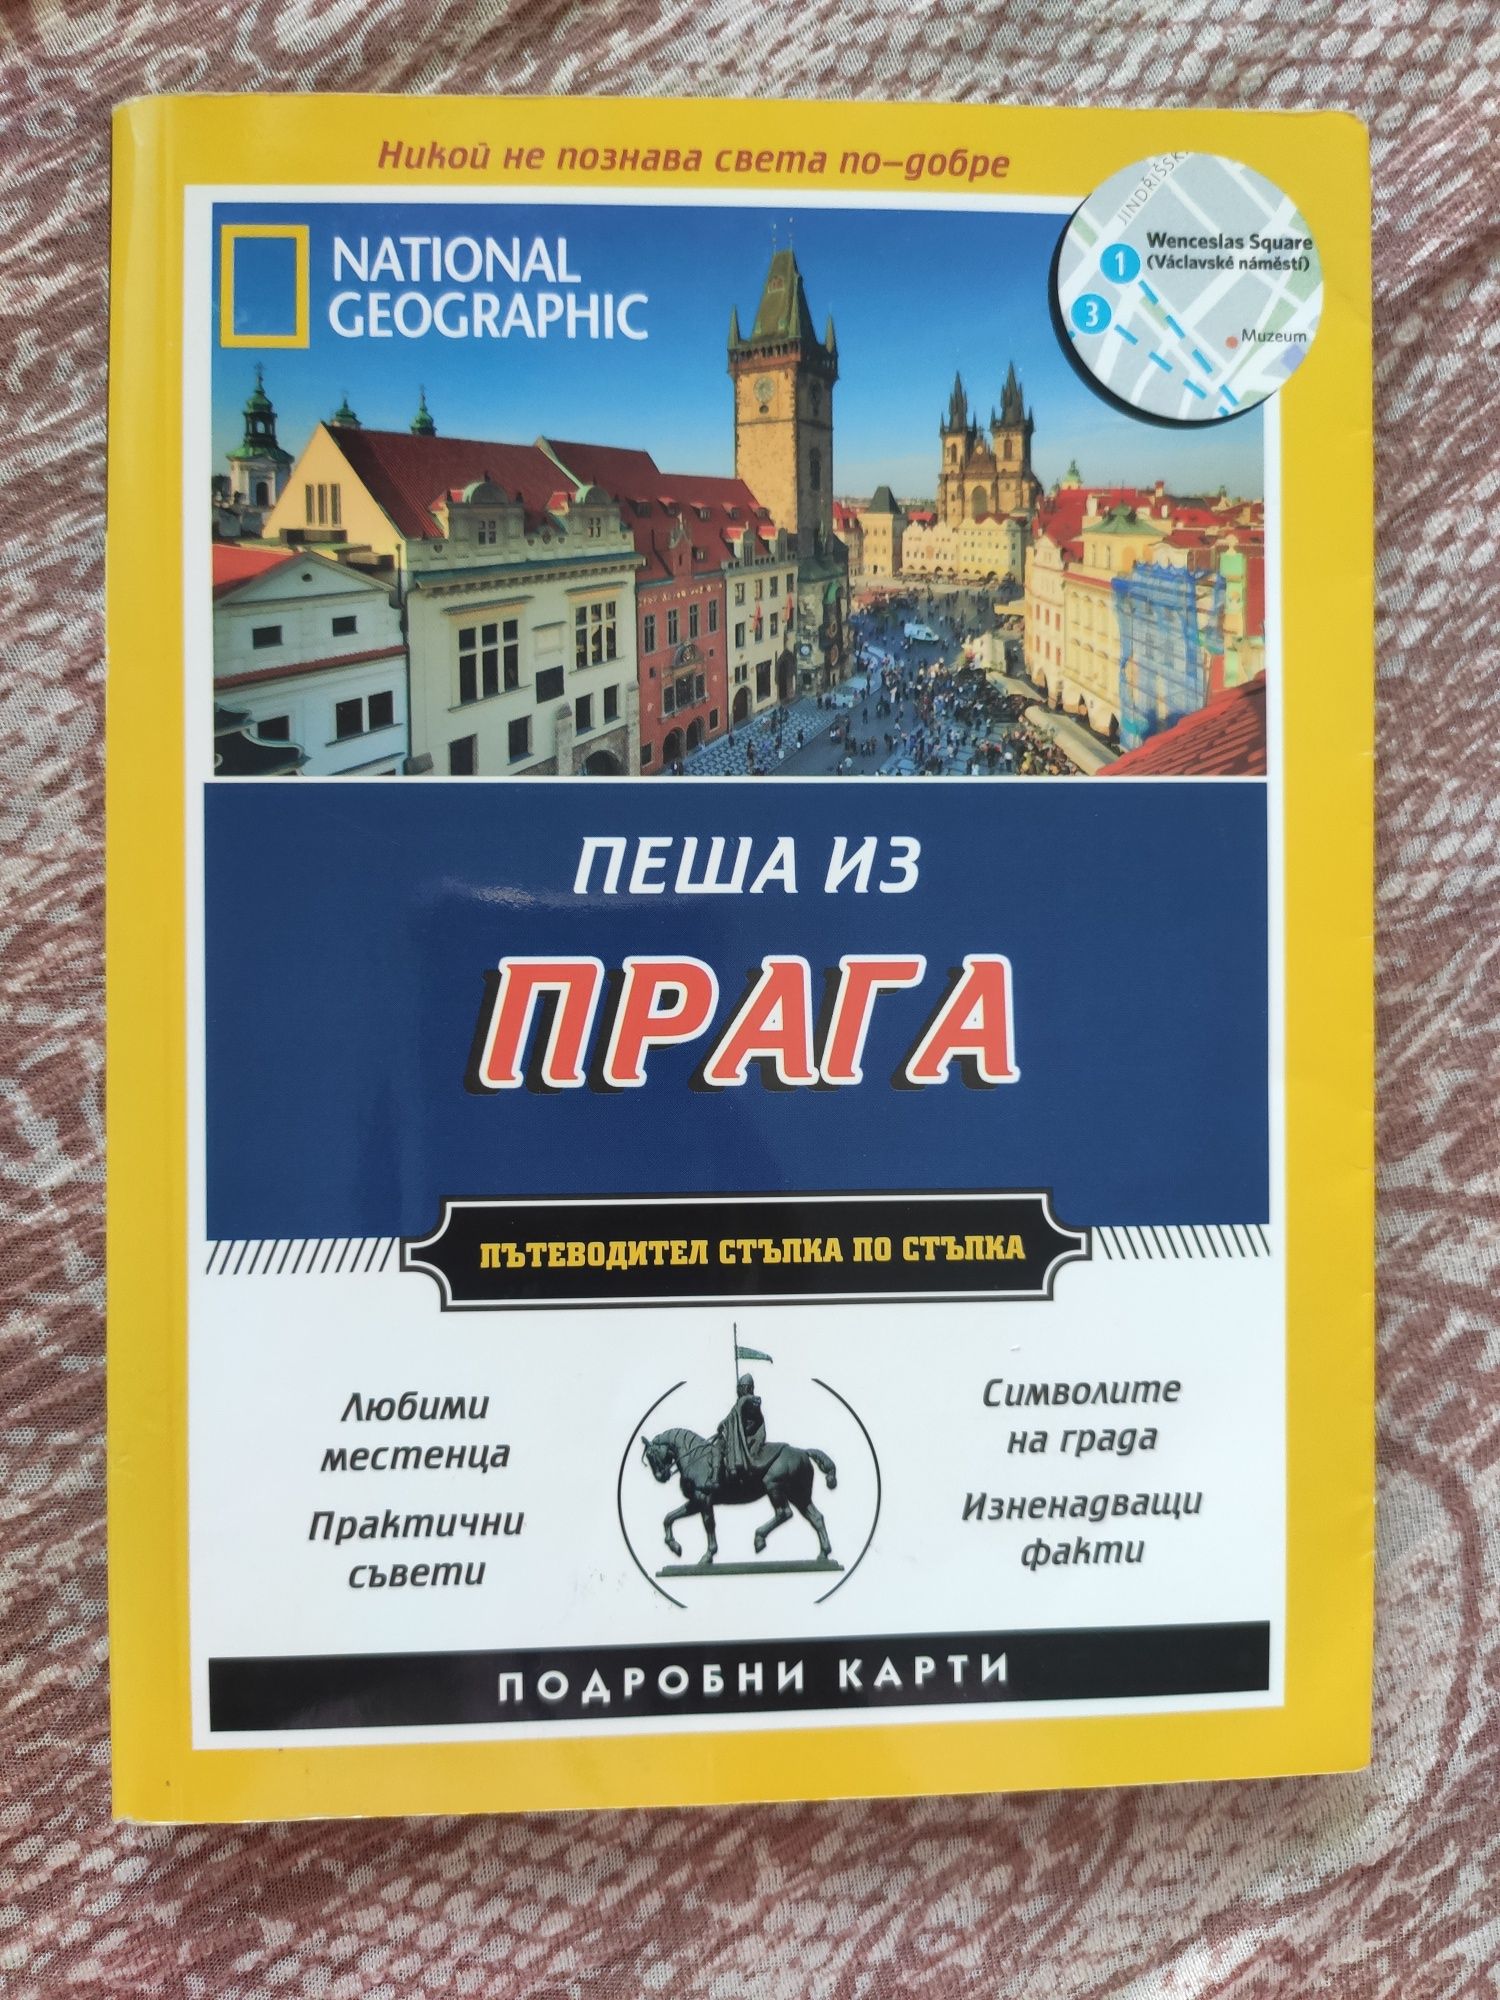 Никой не познава света по-добре
NATIONAL
GEOGRAPHIC
Wenceslas Square
(Václavské náměstí)
1
3
Muzeum
ПЕША ИЗ
ПРАГА
ПЪТЕВОДИТЕЛ СТЪПКА ПО СТЪПКА
Любими
местенца
Практични
съвети
Символите
на града
Изненадващи
факти
ПОДРОБНИ КАРТИ